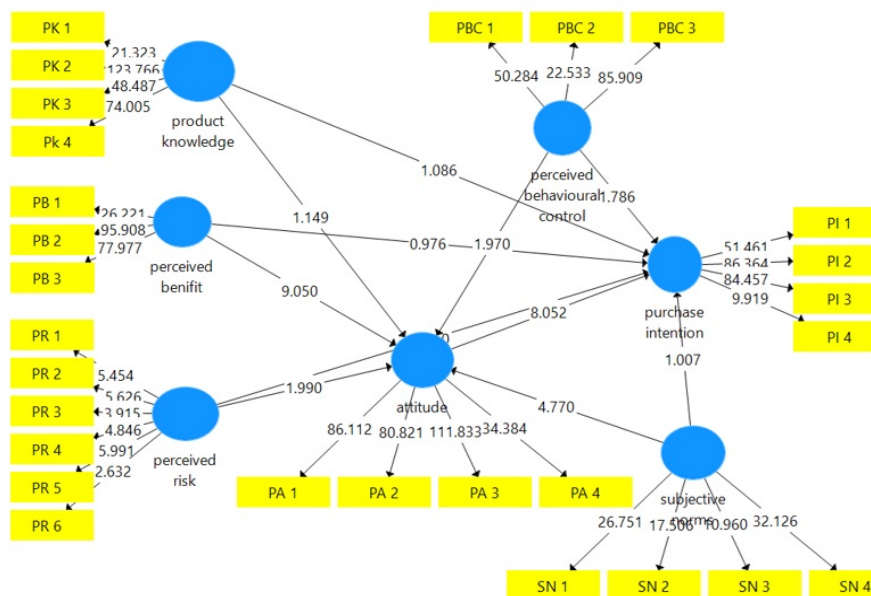 PK 1
PK 2
PK 3
Pk 4
21.323
123.766
48.487
74.005
product
knowledge
PBC 1
PBC 2
PBC 3
50.284
22.533
85.909
perceived
behavioural
control
1.086
1.786
1.149
1.970
PB 1
PB 2
PB 3
26.221
95.908
77.977
perceived
benifit
0.976
9.050
PI 1
PI 2
PI 3
PI 4
51.461
86.364
84.457
9.919
purchase
intention
8.052
1.007
PR 1
PR 2
PR 3
PR 4
PR 5
PR 6
5.454
5.626
3.915
4.846
5.991
2.632
perceived
risk
1.990
attitude
4.770
86.112
80.821
111.833
34.384
PA 1
PA 2
PA 3
PA 4
subjective
norms
26.751
17.506
10.960
32.126
SN 1
SN 2
SN 3
SN 4